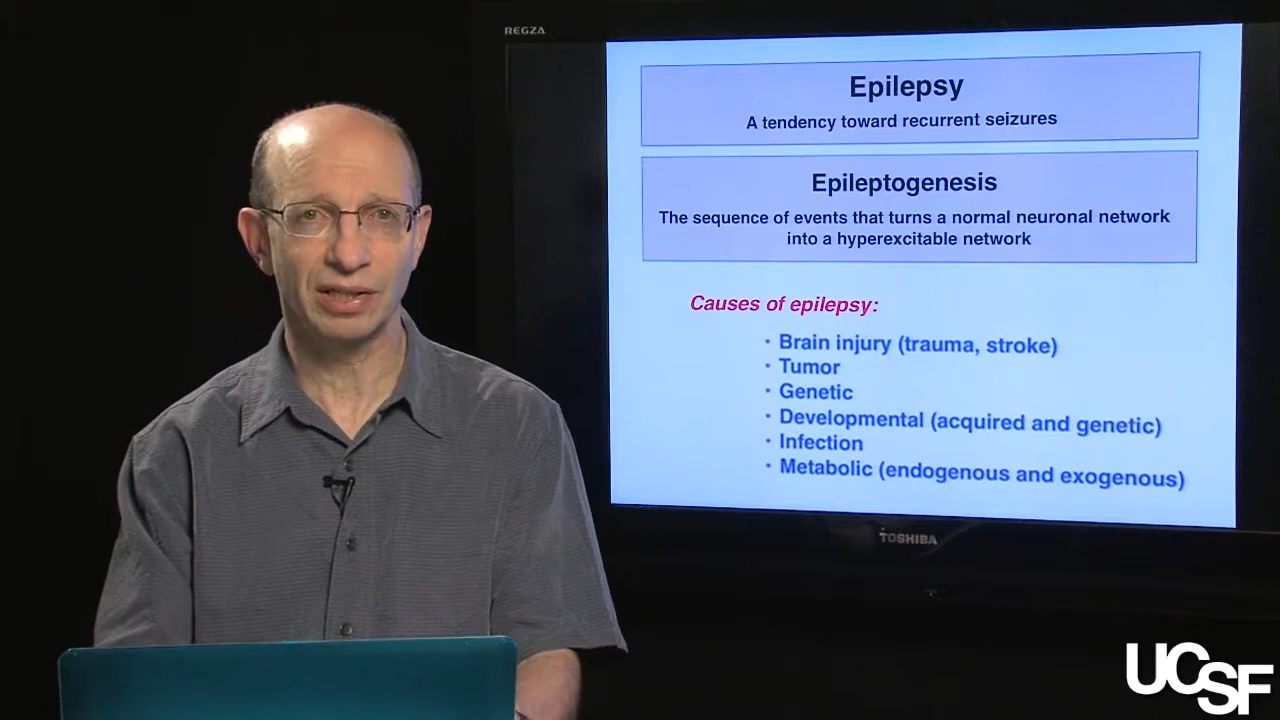 REGZA
Epilepsy
A tendency toward recurrent seizures
Epileptogenesis
The sequence of events that turns a normal neuronal network
into a hyperexcitable network
Causes of epilepsy:
· Brain injury (trauma, stroke)
· Tumor
· Genetic
· Developmental (acquired and genetic)
· Infection
· Metabolic (endogenous and exogenous)
TOSHIBA
UCSF